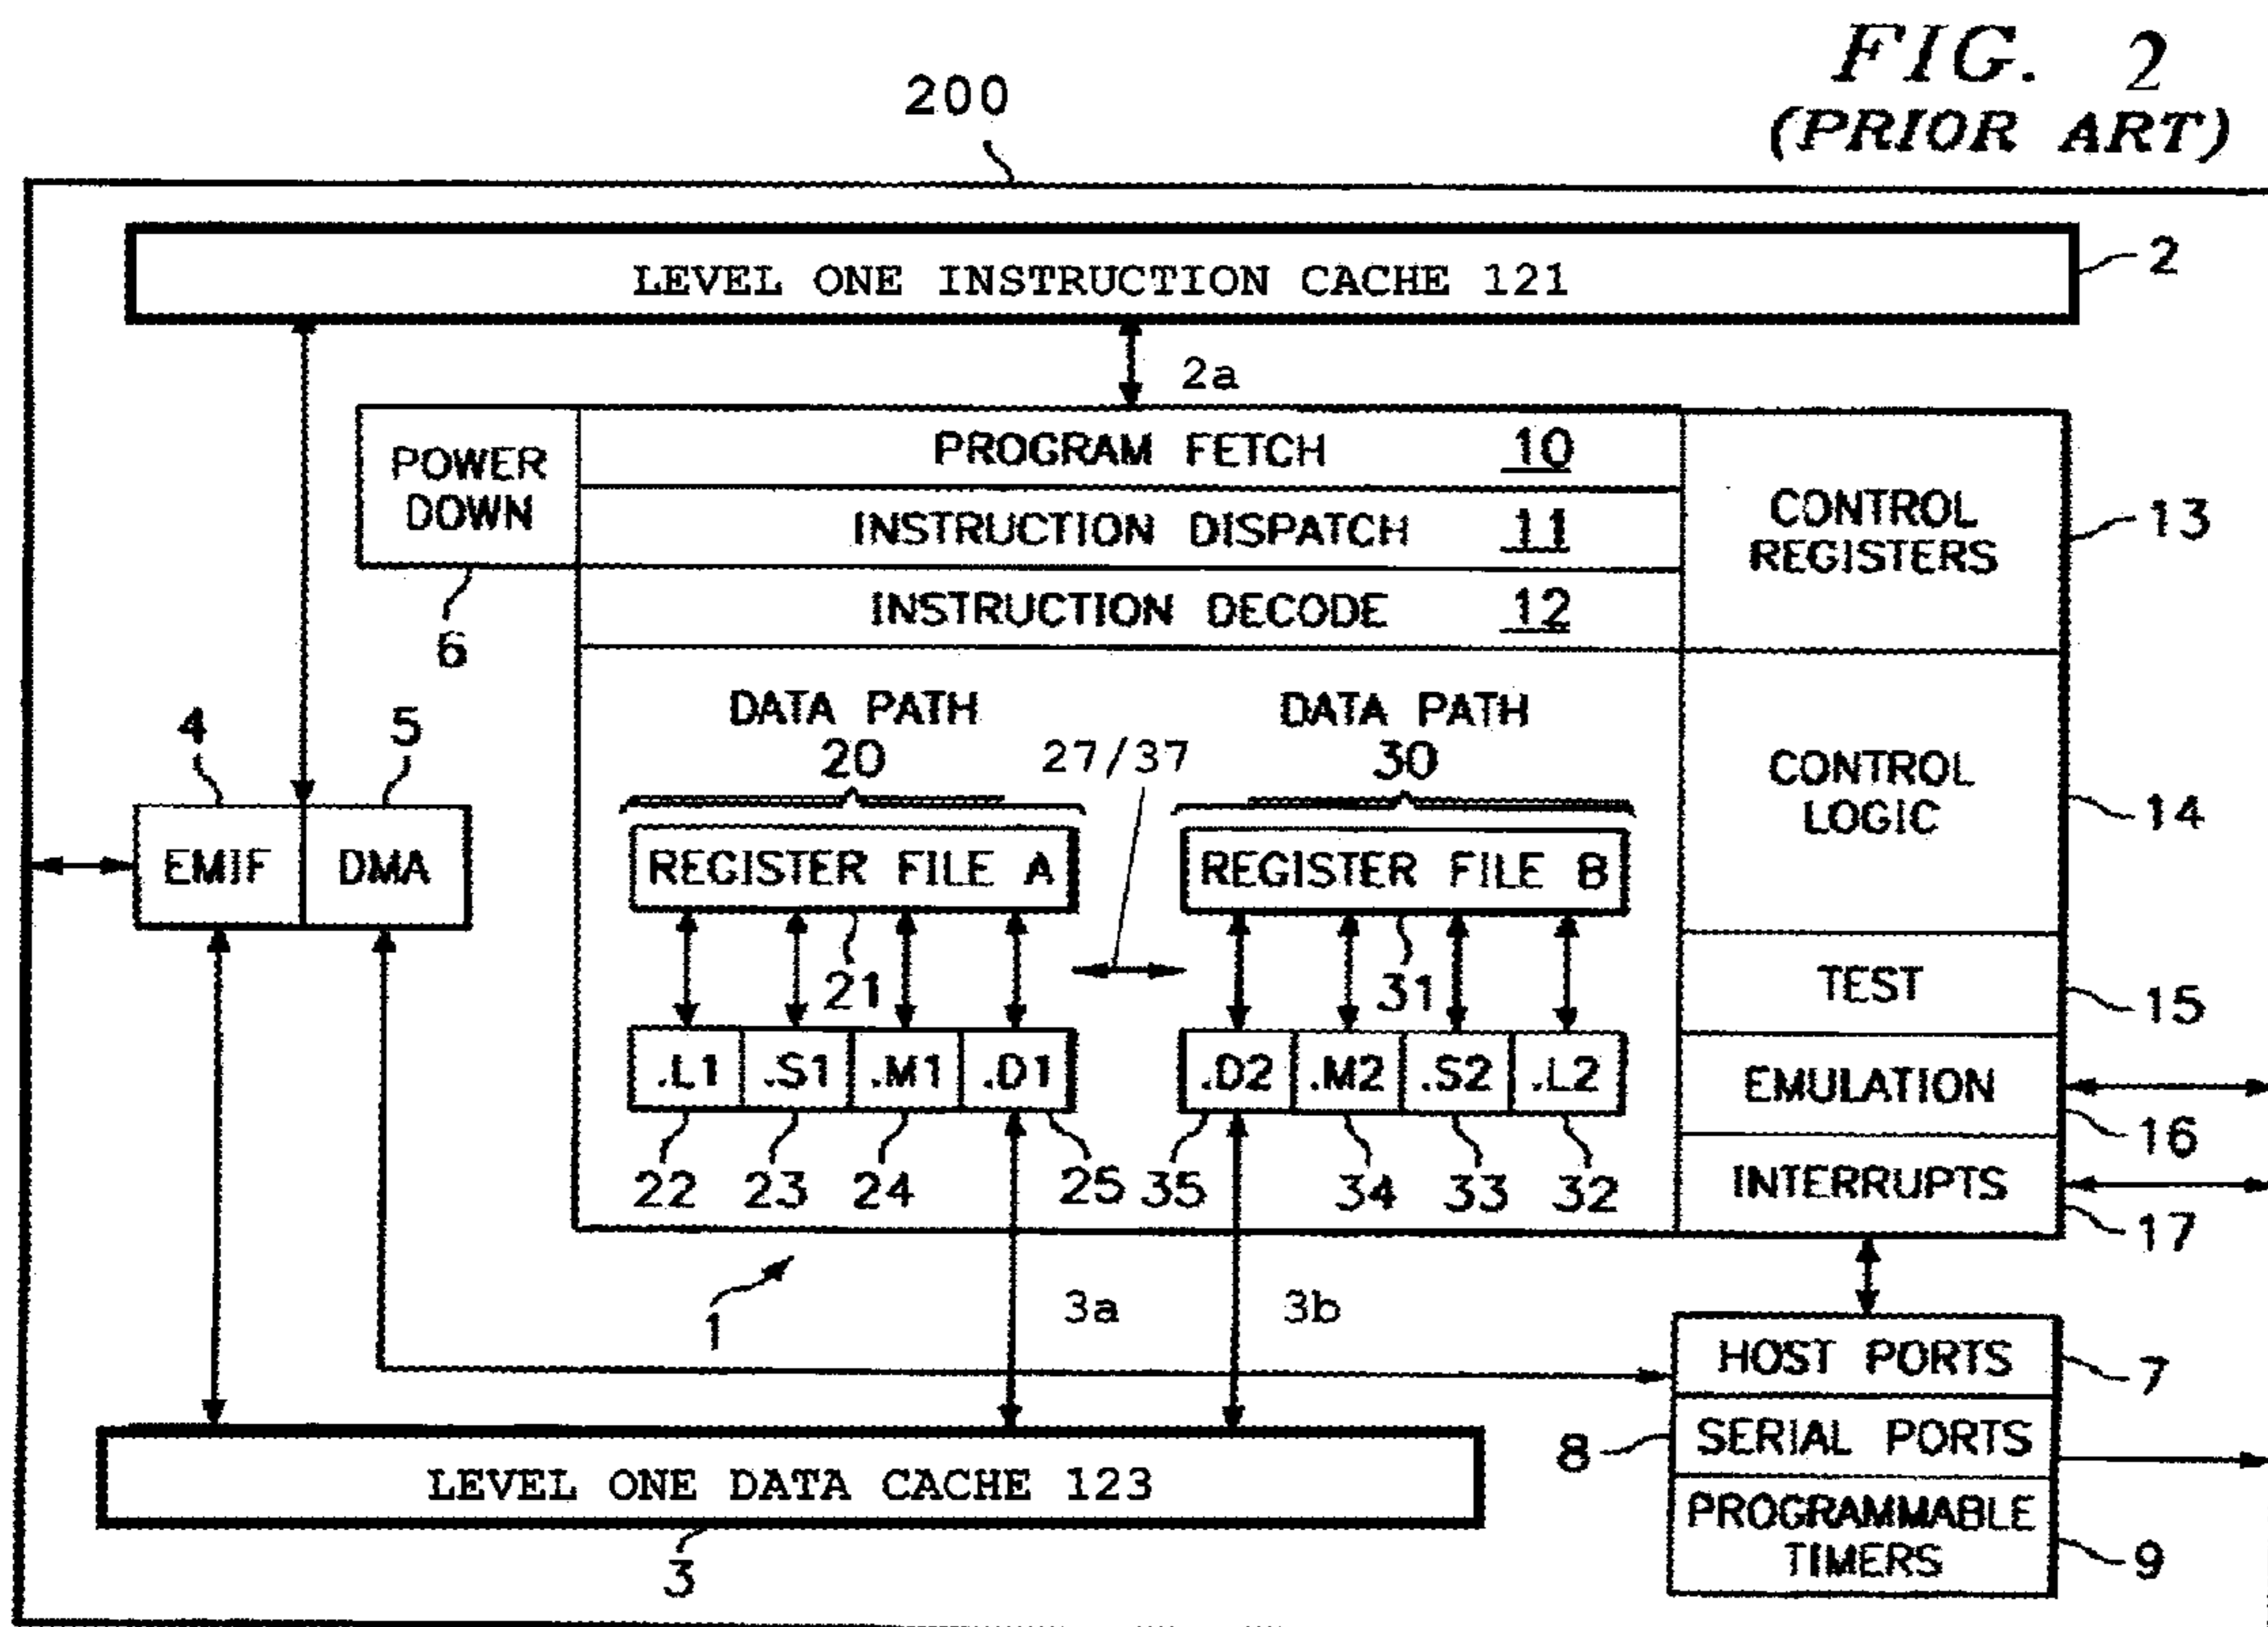 FIG. 2
(PRIOR ART)
200
LEVEL ONE INSTRUCTION CACHE 121
2
2a
POWER
DOWN
6
PROGRAM FETCH 10
INSTRUCTION DISPATCH 11
INSTRUCTION DECODE 12
CONTROL
REGISTERS
13
4
5
EMIF
DMA
DATA PATH
20
27/37
DATA PATH
30
REGISTER FILE A
REGISTER FILE B
21
31
.L1
.S1
.M1
.D1
.D2
.M2
.S2
.L2
22
23
24
25
35
34
33
32
CONTROL
LOGIC
14
TEST
15
EMULATION
16
INTERRUPTS
17
1
3a
3b
HOST PORTS
7
8
SERIAL PORTS
PROGRAMMABLE
TIMERS
9
LEVEL ONE DATA CACHE 123
3